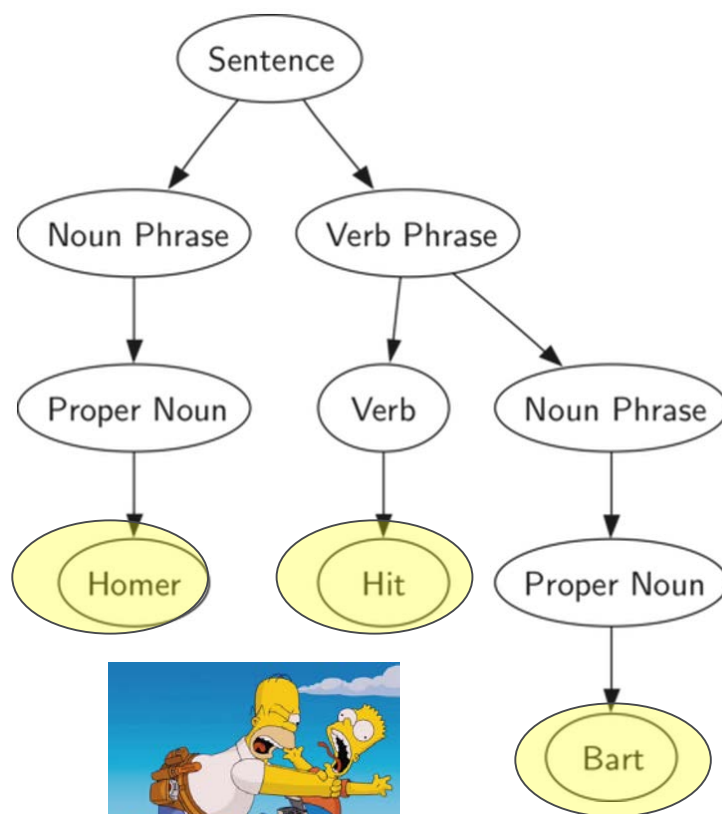 Sentence
Noun Phrase Verb Phrase
Proper Noun Verb Noun Phrase
Homer Hit Proper Noun
Bart